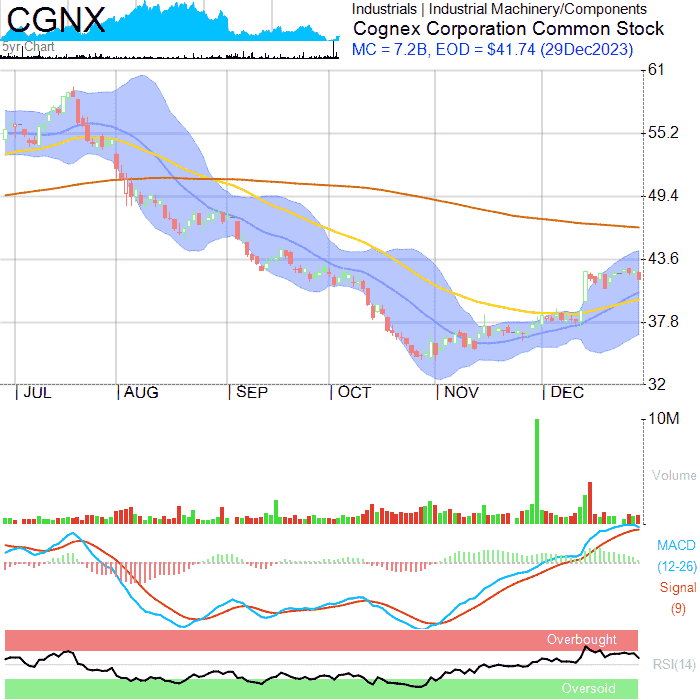 CGNX
5yr Chart
Industrials | Industrial Machinery/Components
Cognex Corporation Common Stock
MC = 7.2B, EOD = $41.74 (29Dec2023)
61
55.2
49.4
43.6
37.8
32
| JUL | AUG | SEP | OCT | NOV | DEC
10M
Volume
MACD
(12-26)
Signal
(9)
Overbought
RSI(14)
Oversold